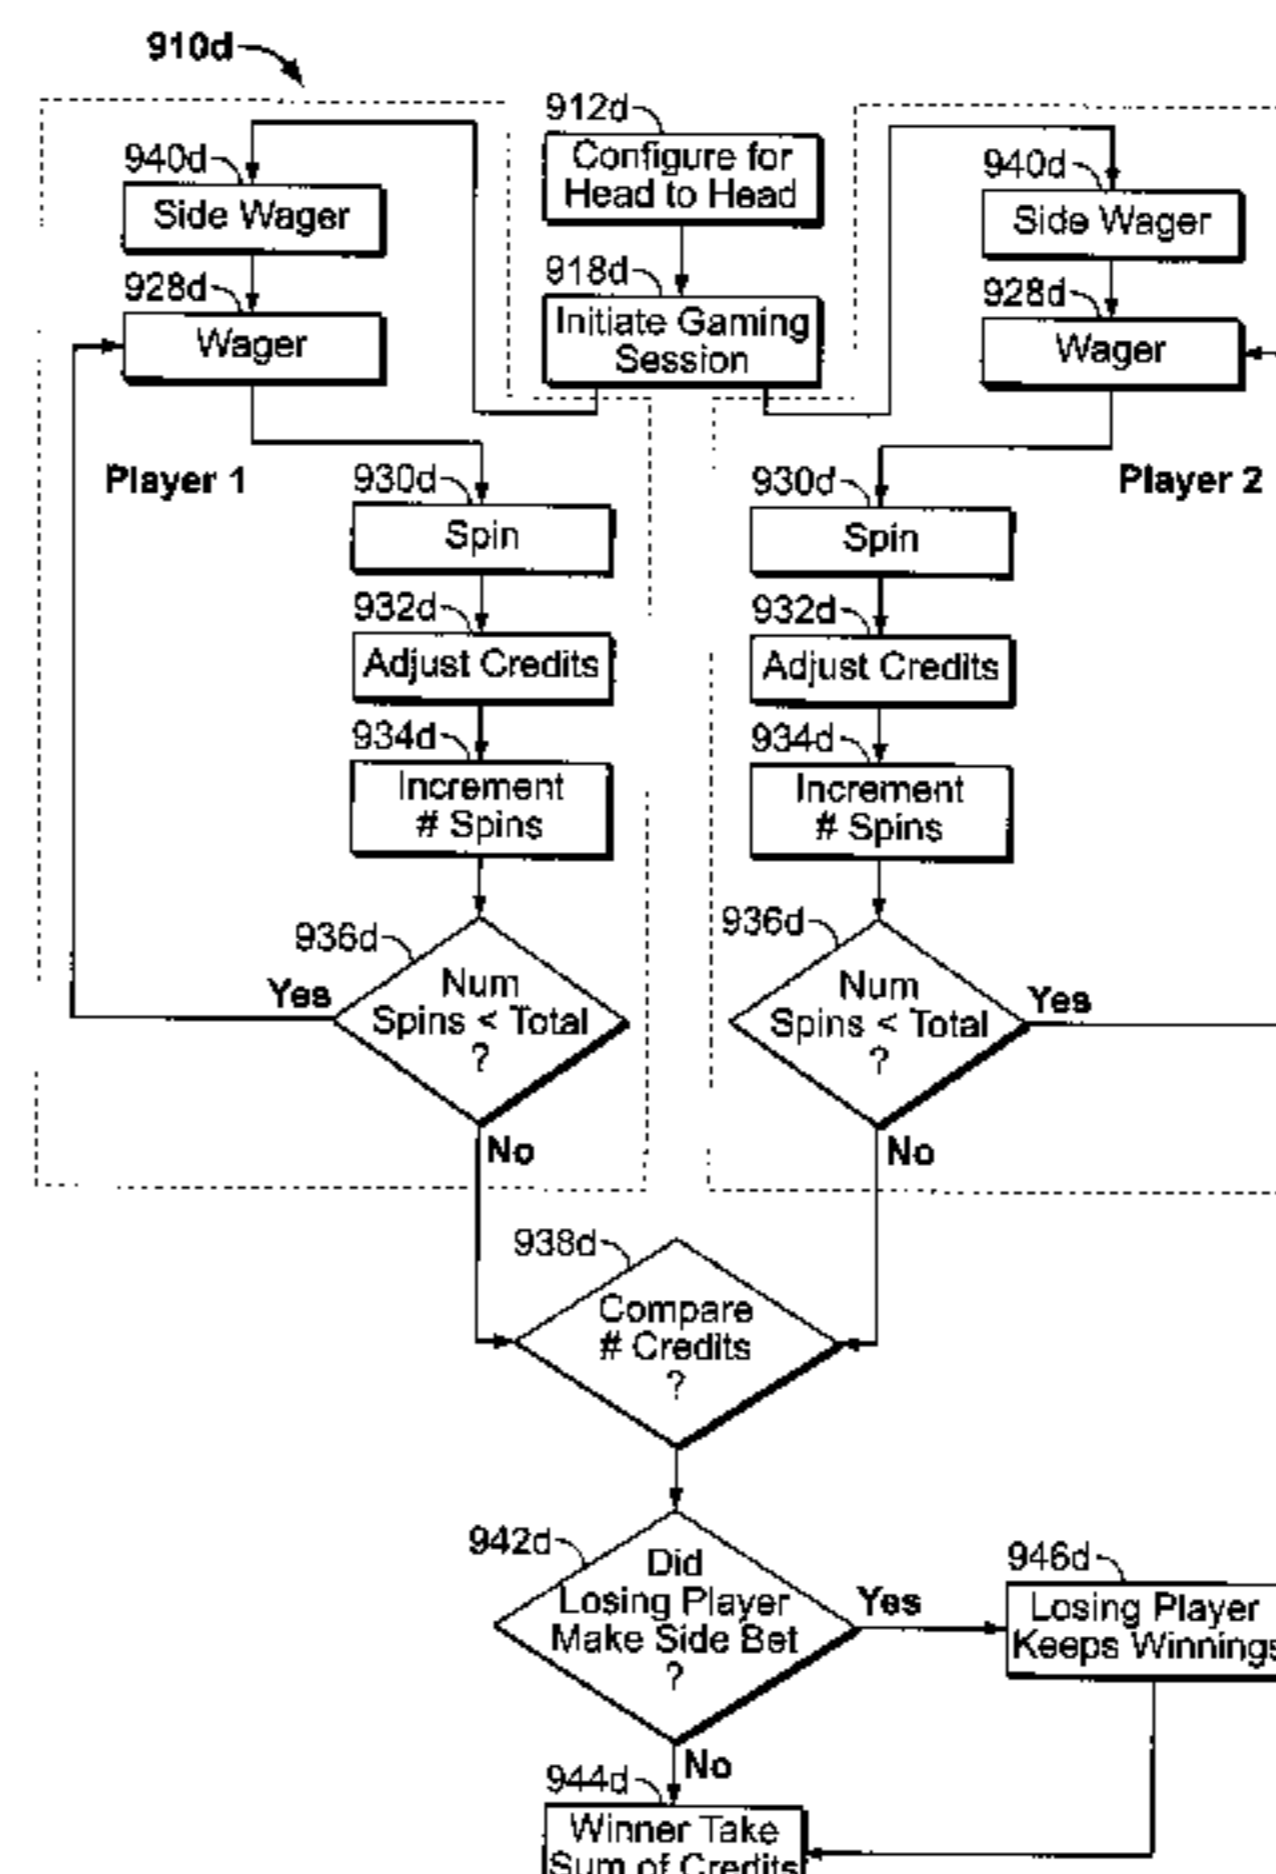 910d
912d
Configure for
Head to Head
918d
Initiate Gaming
Session
940d
Side Wager
928d
Wager
Player 1
930d
Spin
932d
Adjust Credits
934d
Increment
# Spins
936d
Num
Spins < Total
?
Yes
No
940d
Side Wager
928d
Wager
Player 2
930d
Spin
932d
Adjust Credits
934d
Increment
# Spins
936d
Num
Spins < Total
?
Yes
No
938d
Compare
# Credits
?
942d
Did
Losing Player
Make Side Bet
?
Yes
No
946d
Losing Player
Keeps Winnings
944d
Winner Take
Sum of Credits